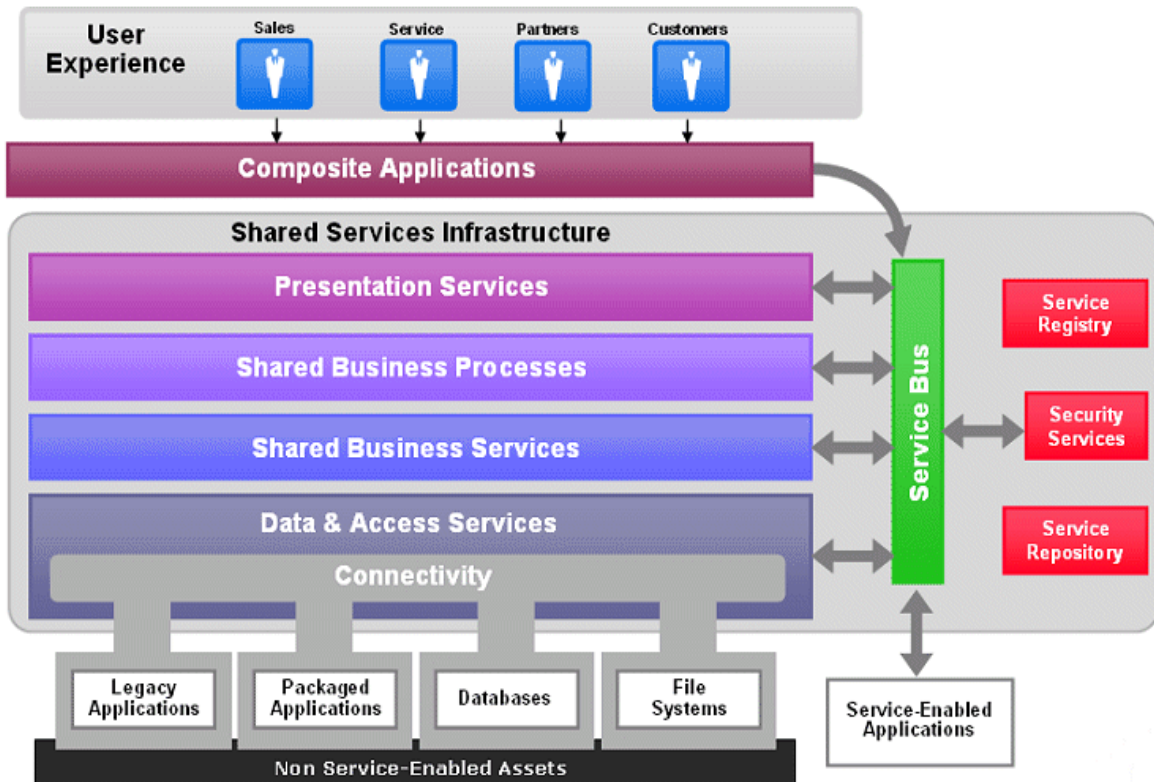 User
Experience
Sales
Service
Partners
Customers
Composite Applications
Shared Services Infrastructure
Presentation Services
Shared Business Processes
Shared Business Services
Data & Access Services
Connectivity
Service Bus
Service
Registry
Security
Services
Service
Repository
Legacy
Applications
Packaged
Applications
Databases
File
Systems
Service-Enabled
Applications
Non Service-Enabled Assets